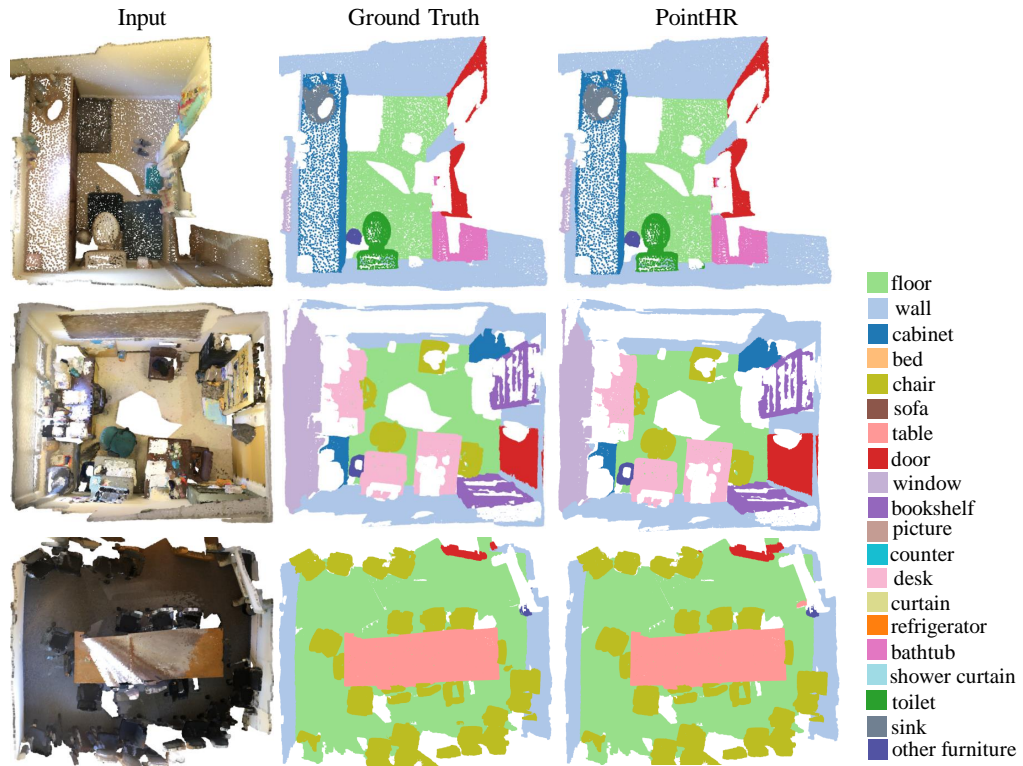 Input
Ground Truth
PointHR
floor
wall
cabinet
bed
chair
sofa
table
door
window
bookshelf
picture
counter
desk
curtain
refrigerator
bathtub
shower curtain
toilet
sink
other furniture